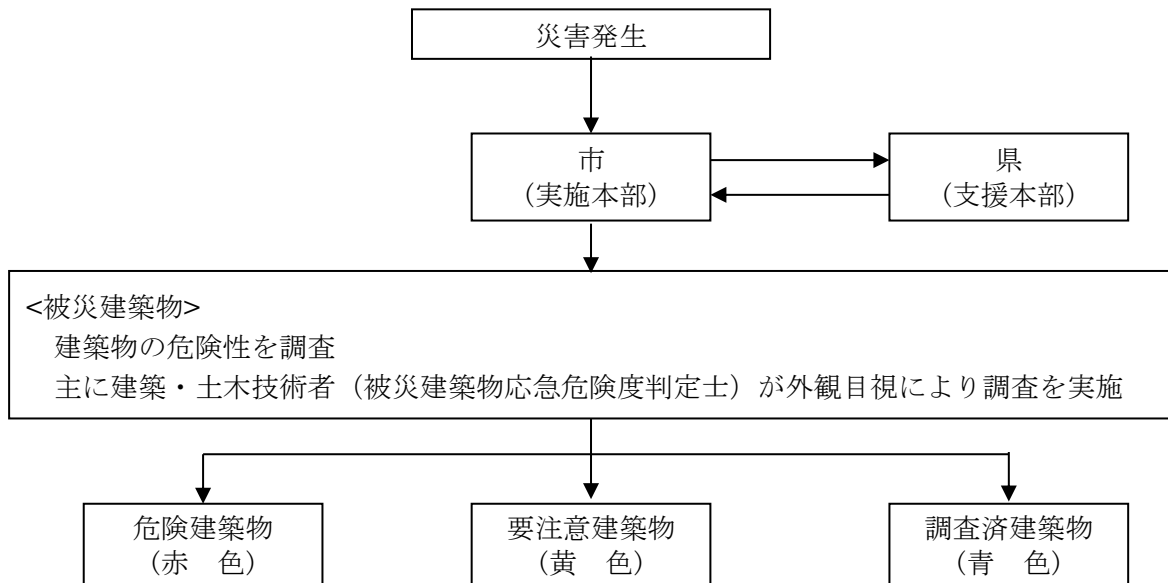 災害発生
市
（実施本部）
県
（支援本部）
<被災建築物>
建築物の危険性を調査
主に建築・土木技術者（被災建築物応急危険度判定士）が外観目視により調査を実施
危険建築物
（赤　色）
要注意建築物
（黄　色）
調査済建築物
（青　色）